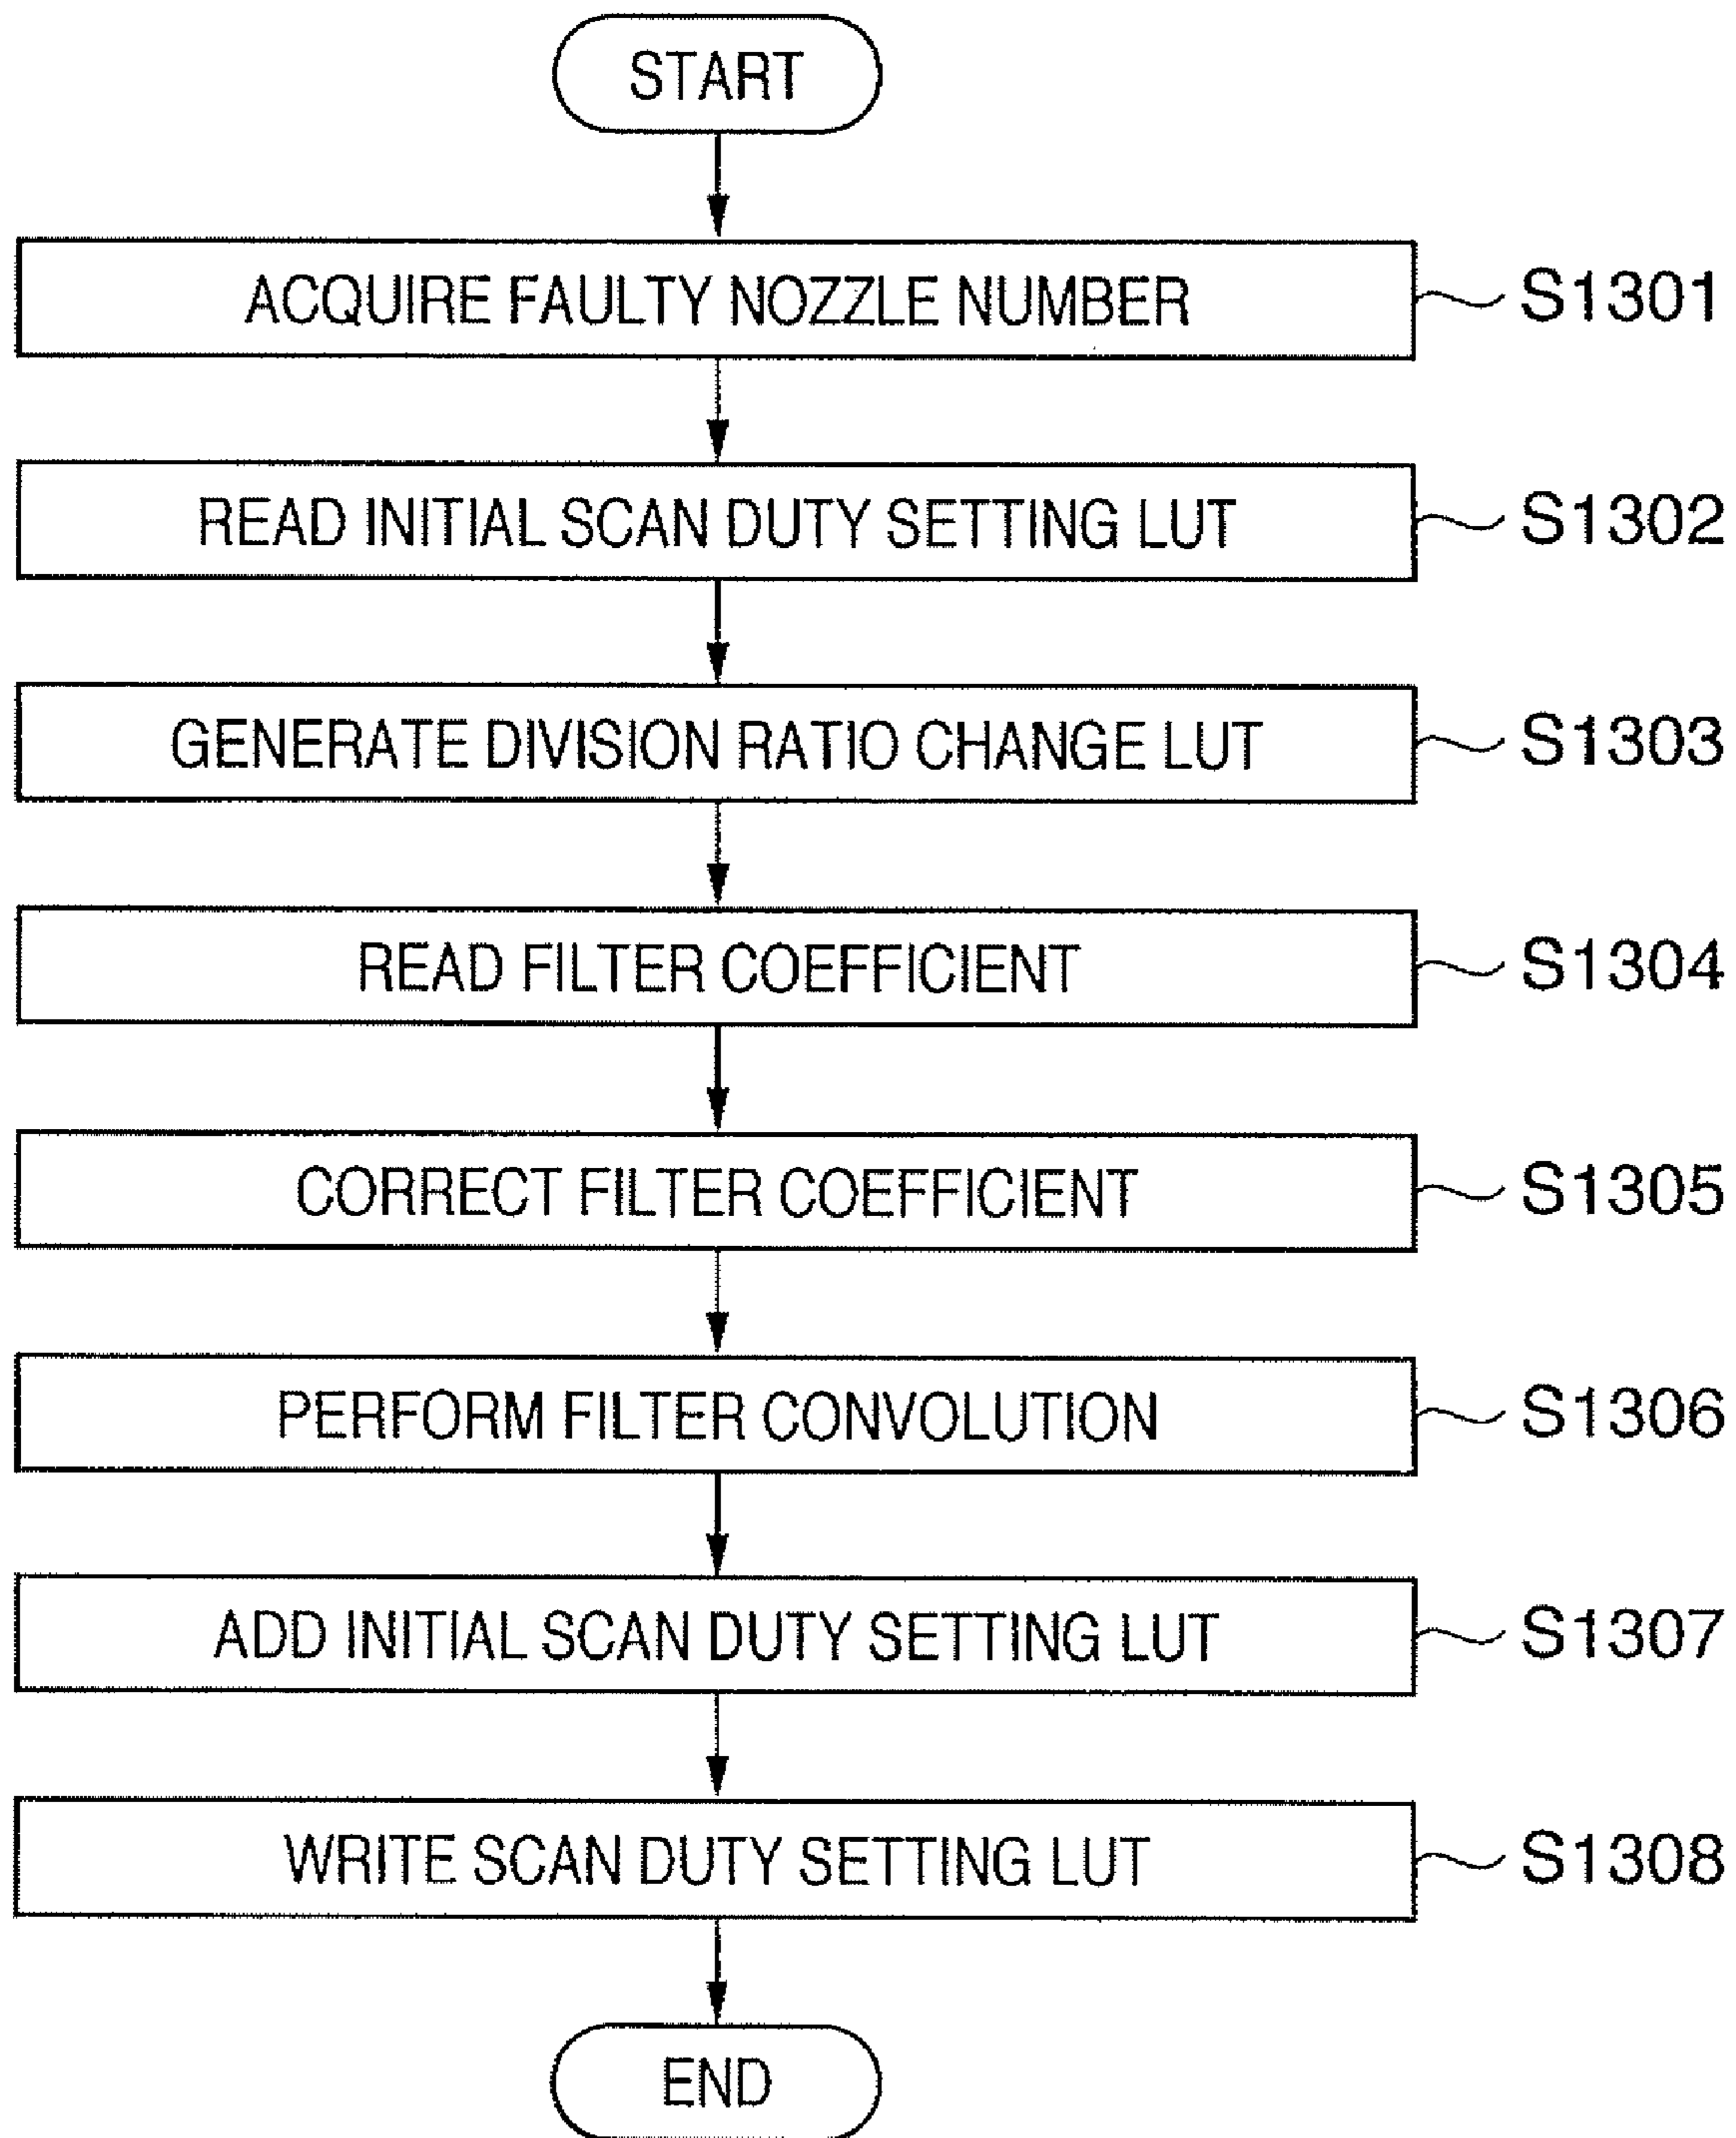 START
ACQUIRE FAULTY NOZZLE NUMBER S1301
READ INITIAL SCAN DUTY SETTING LUT S1302
GENERATE DIVISION RATIO CHANGE LUT S1303
READ FILTER COEFFICIENT S1304
CORRECT FILTER COEFFICIENT S1305
PERFORM FILTER CONVOLUTION S1306
ADD INITIAL SCAN DUTY SETTING LUT S1307
WRITE SCAN DUTY SETTING LUT S1308
END